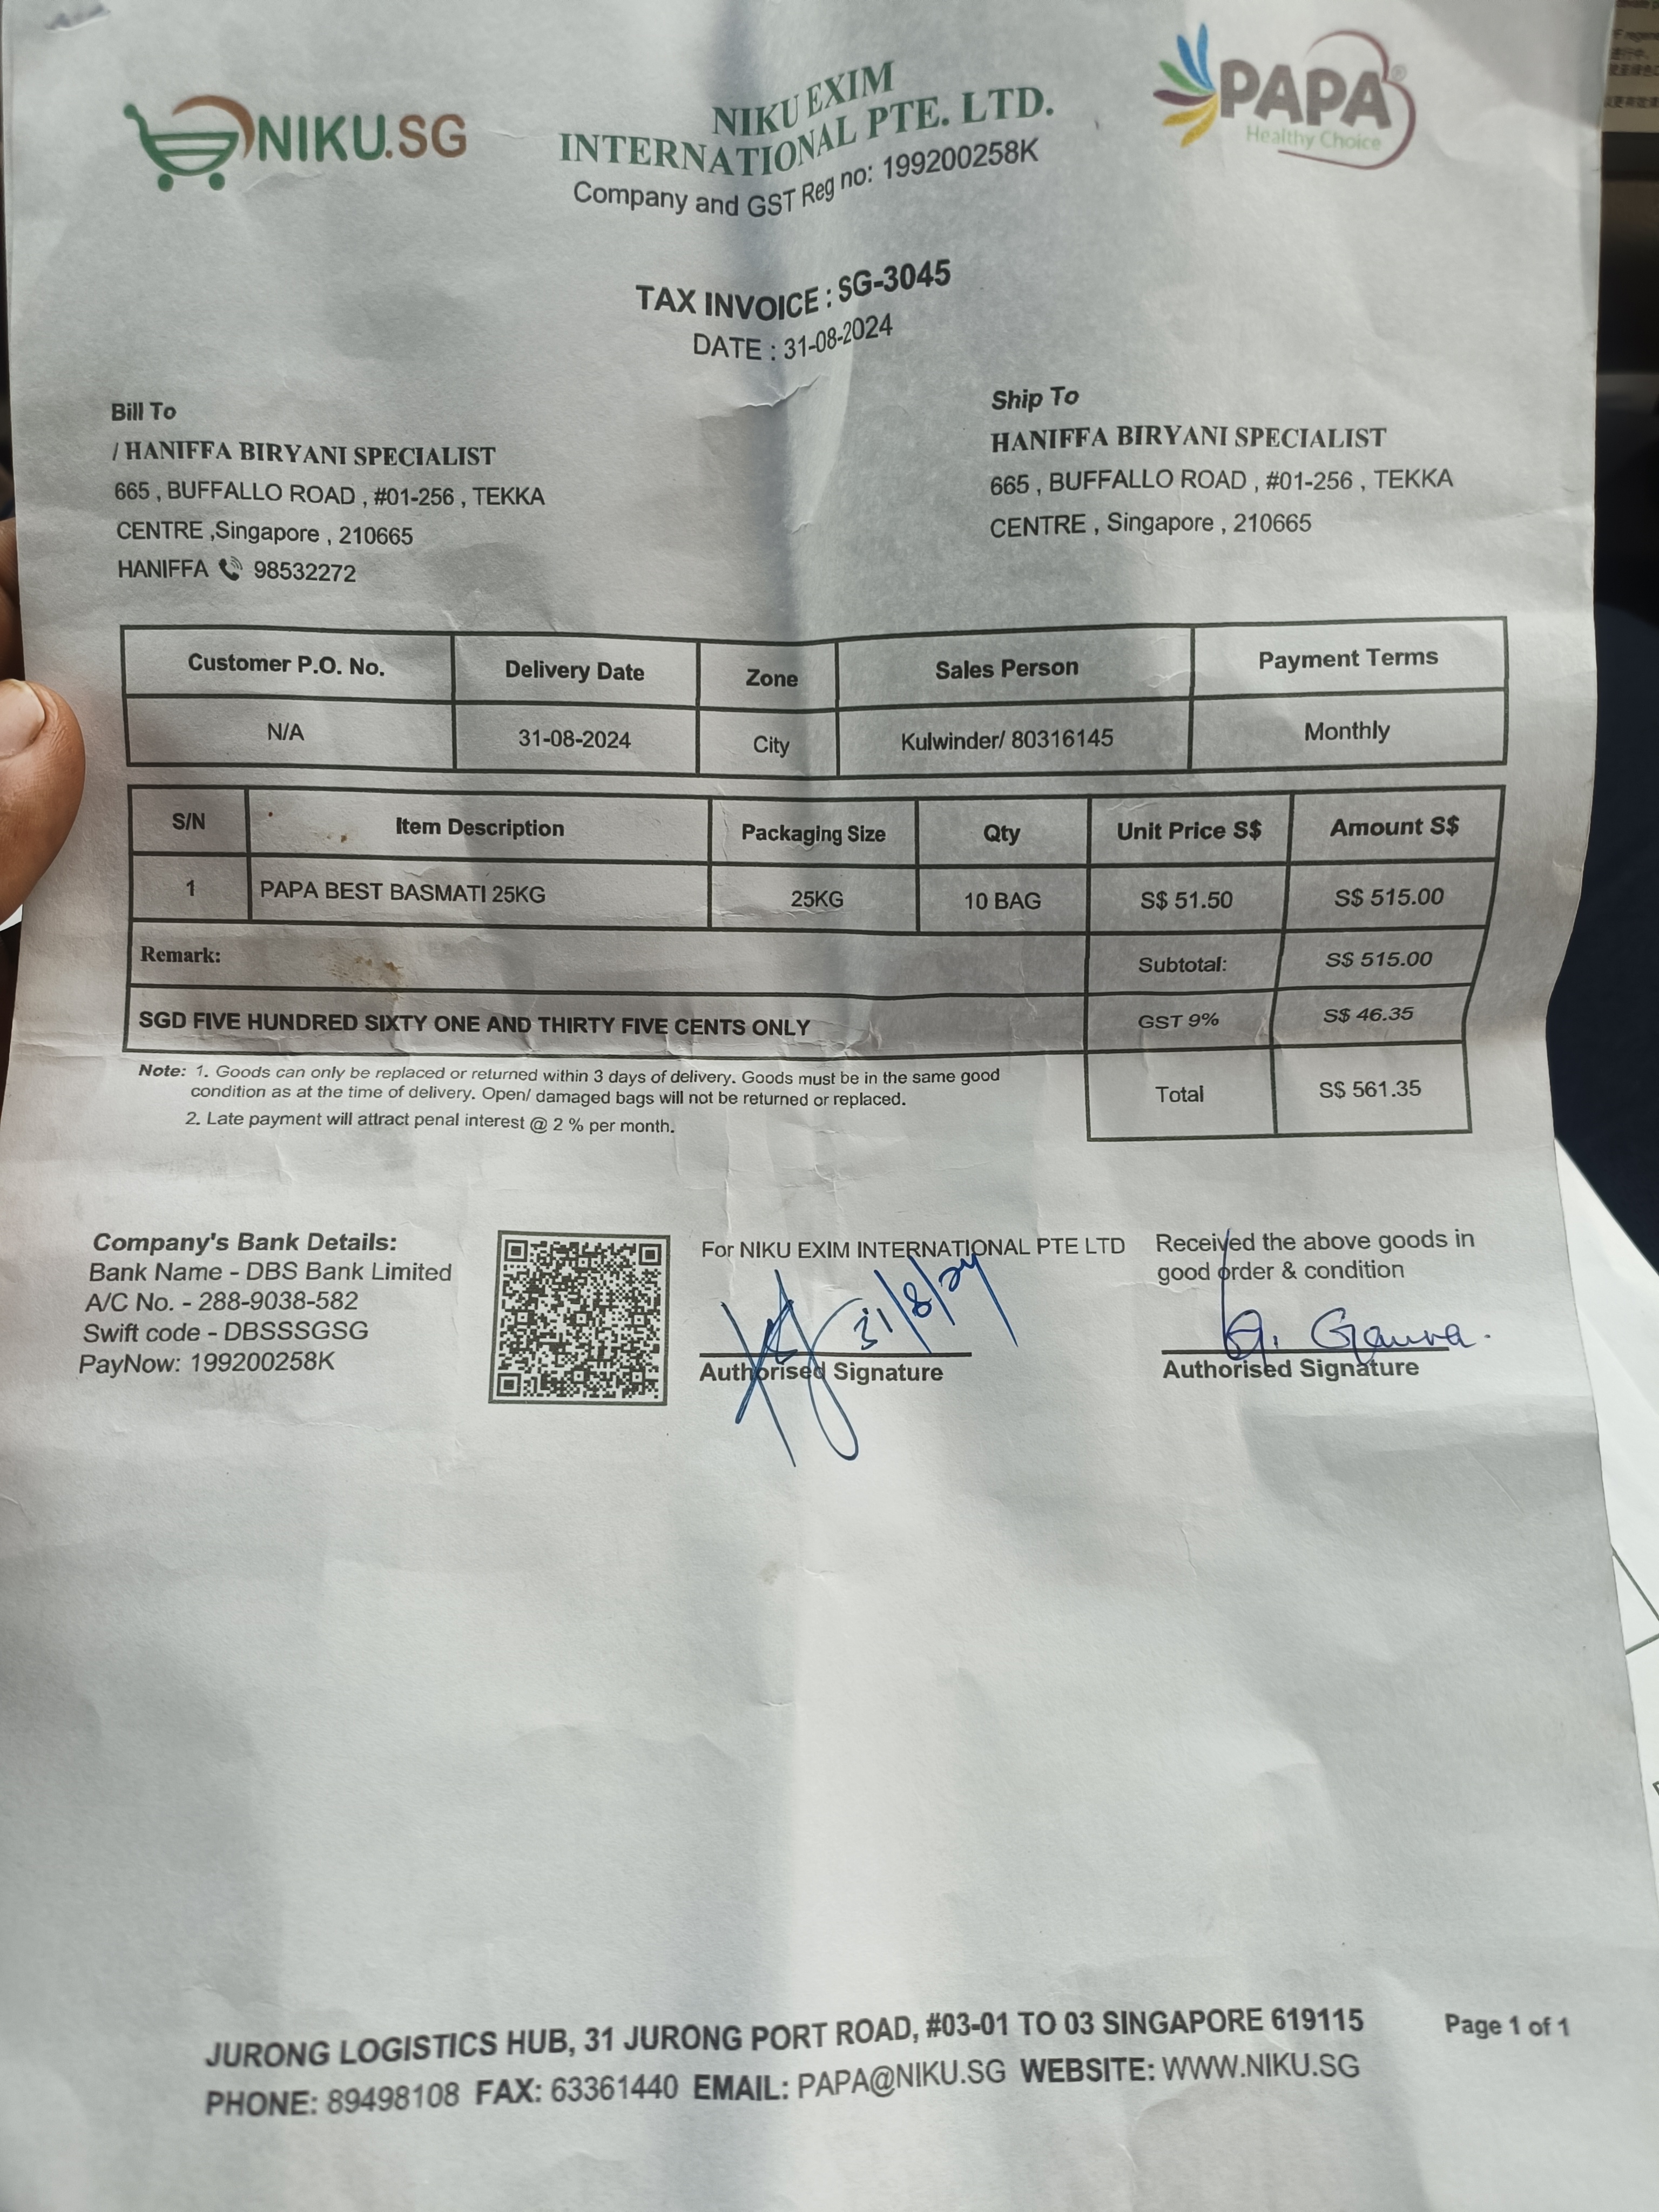 NIKU.SG
NIKU EXIM
INTERNATIONAL PTE. LTD.
Company and GST Reg no: 199200258K
PAPA®
Healthy Choice
TAX INVOICE : SG-3045
DATE : 31-08-2024
Bill To
/ HANIFFA BIRYANI SPECIALIST
665 , BUFFALLO ROAD , #01-256 , TEKKA
CENTRE ,Singapore , 210665
HANIFFA 98532272
Ship To
HANIFFA BIRYANI SPECIALIST
665 , BUFFALLO ROAD , #01-256 , TEKKA
CENTRE , Singapore , 210665
Customer P.O. No. Delivery Date Zone Sales Person Payment Terms
N/A 31-08-2024 City Kulwinder/ 80316145 Monthly
S/N Item Description Packaging Size Qty Unit Price S$ Amount S$
1 PAPA BEST BASMATI 25KG 25KG 10 BAG S$ 51.50 S$ 515.00
Remark: Subtotal: S$ 515.00
SGD FIVE HUNDRED SIXTY ONE AND THIRTY FIVE CENTS ONLY GST 9% S$ 46.35
Total S$ 561.35
Note: 1. Goods can only be replaced or returned within 3 days of delivery. Goods must be in the same good
condition as at the time of delivery. Open/ damaged bags will not be returned or replaced.
2. Late payment will attract penal interest @ 2 % per month.
Company's Bank Details:
Bank Name - DBS Bank Limited
A/C No. - 288-9038-582
Swift code - DBSSSGSG
PayNow: 199200258K
For NIKU EXIM INTERNATIONAL PTE LTD
31/8/24
Authorised Signature
Received the above goods in
good order & condition
Authorised Signature
JURONG LOGISTICS HUB, 31 JURONG PORT ROAD, #03-01 TO 03 SINGAPORE 619115
PHONE: 89498108 FAX: 63361440 EMAIL: PAPA@NIKU.SG WEBSITE: WWW.NIKU.SG
Page 1 of 1